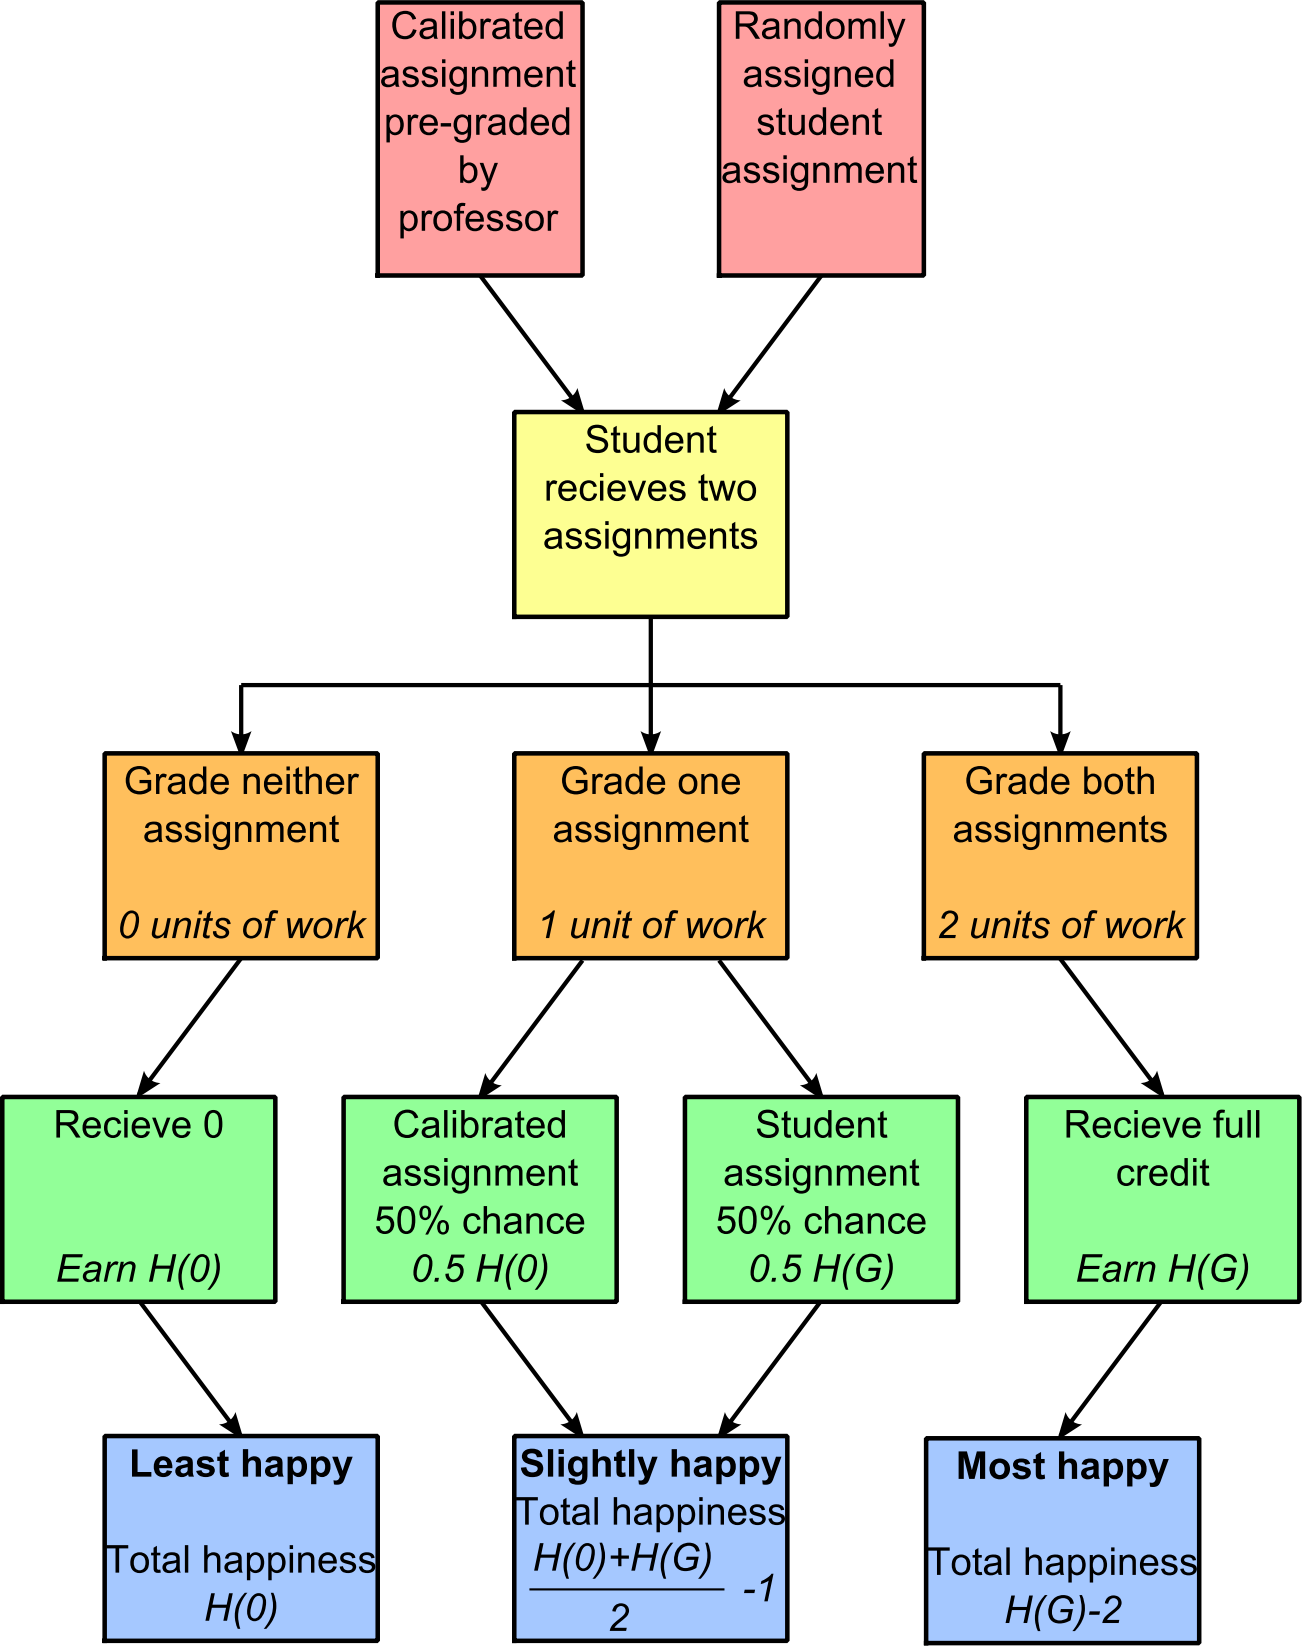 Calibrated
assignment
pre-graded
by
professor
Randomly
assigned
student
assignment
Student
recieves two
assignments
Grade neither
assignment
0 units of work
Grade one
assignment
1 unit of work
Grade both
assignments
2 units of work
Recieve 0
Earn H(0)
Calibrated
assignment
50% chance
0.5 H(0)
Student
assignment
50% chance
0.5 H(G)
Recieve full
credit
Earn H(G)
Least happy
Total happiness
H(0)
Slightly happy
Total happiness
H(0)+H(G)
2
-1
Most happy
Total happiness
H(G)-2